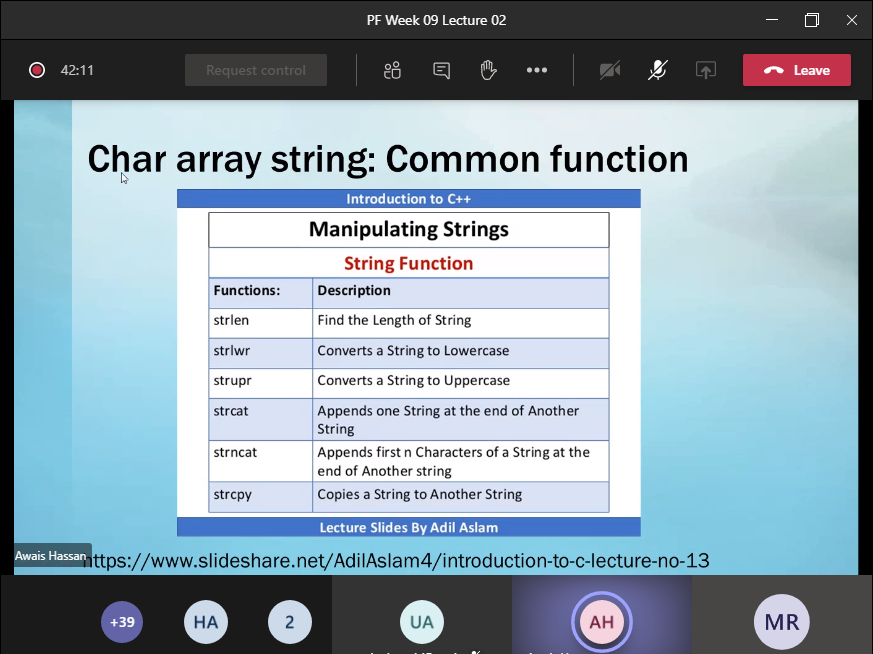 PF Week 09 Lecture 02
42:11
Request control
Leave
Char array string: Common function
Introduction to C++
Manipulating Strings
String Function
Functions: Description
strlen Find the Length of String
strlwr Converts a String to Lowercase
strupr Converts a String to Uppercase
strcat Appends one String at the end of Another
String
strncat Appends first n Characters of a String at the
end of Another string
strcpy Copies a String to Another String
Lecture Slides By Adil Aslam
Awais Hassan
https://www.slideshare.net/AdilAslam4/introduction-to-c-lecture-no-13
+39 HA 2 UA AH MR